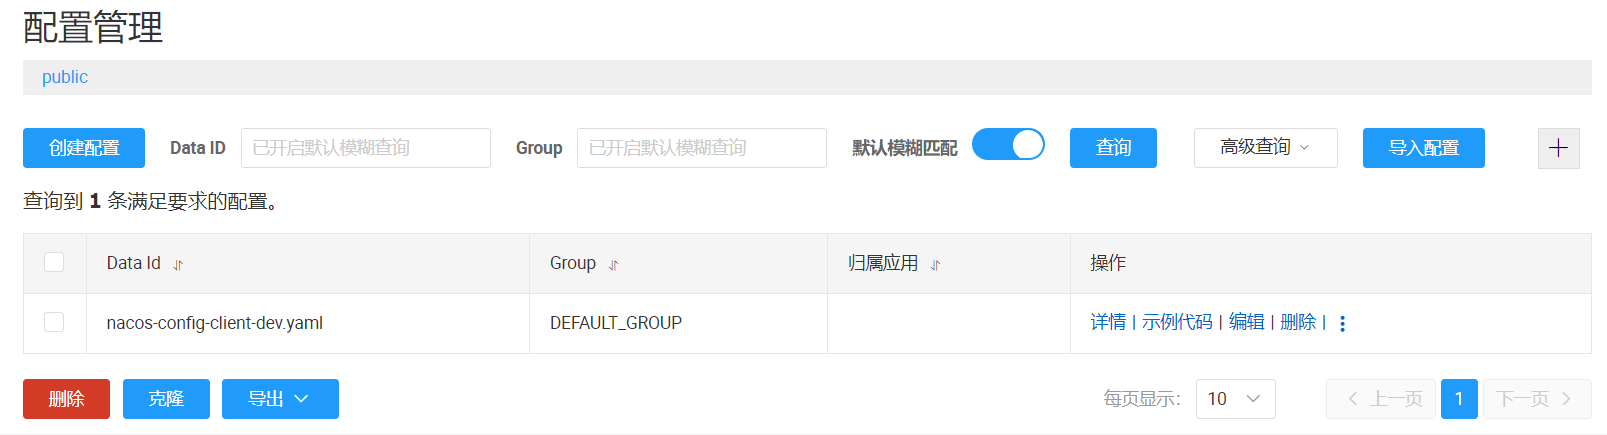 配置管理
public
创建配置 Data ID 已开启默认模糊查询 Group 已开启默认模糊查询 默认模糊匹配 查询 高级查询 导入配置
查询到 1 条满足要求的配置。
Data Id Group 归属应用 操作
nacos-config-client-dev.yaml DEFAULT_GROUP 详情 | 示例代码 | 编辑 | 删除 |
删除 克隆 导出 每页显示: 10 上一页 1 下一页